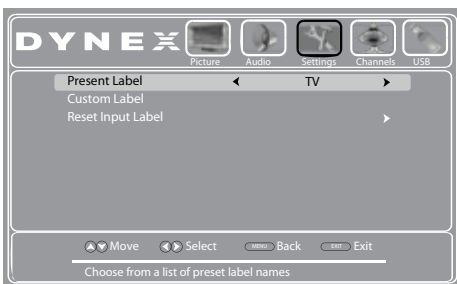 DYNEX
Picture Audio Settings Channels USB
Present Label TV
Custom Label
Reset Input Label
Move Select MENU Back EXIT Exit
Choose from a list of preset label names